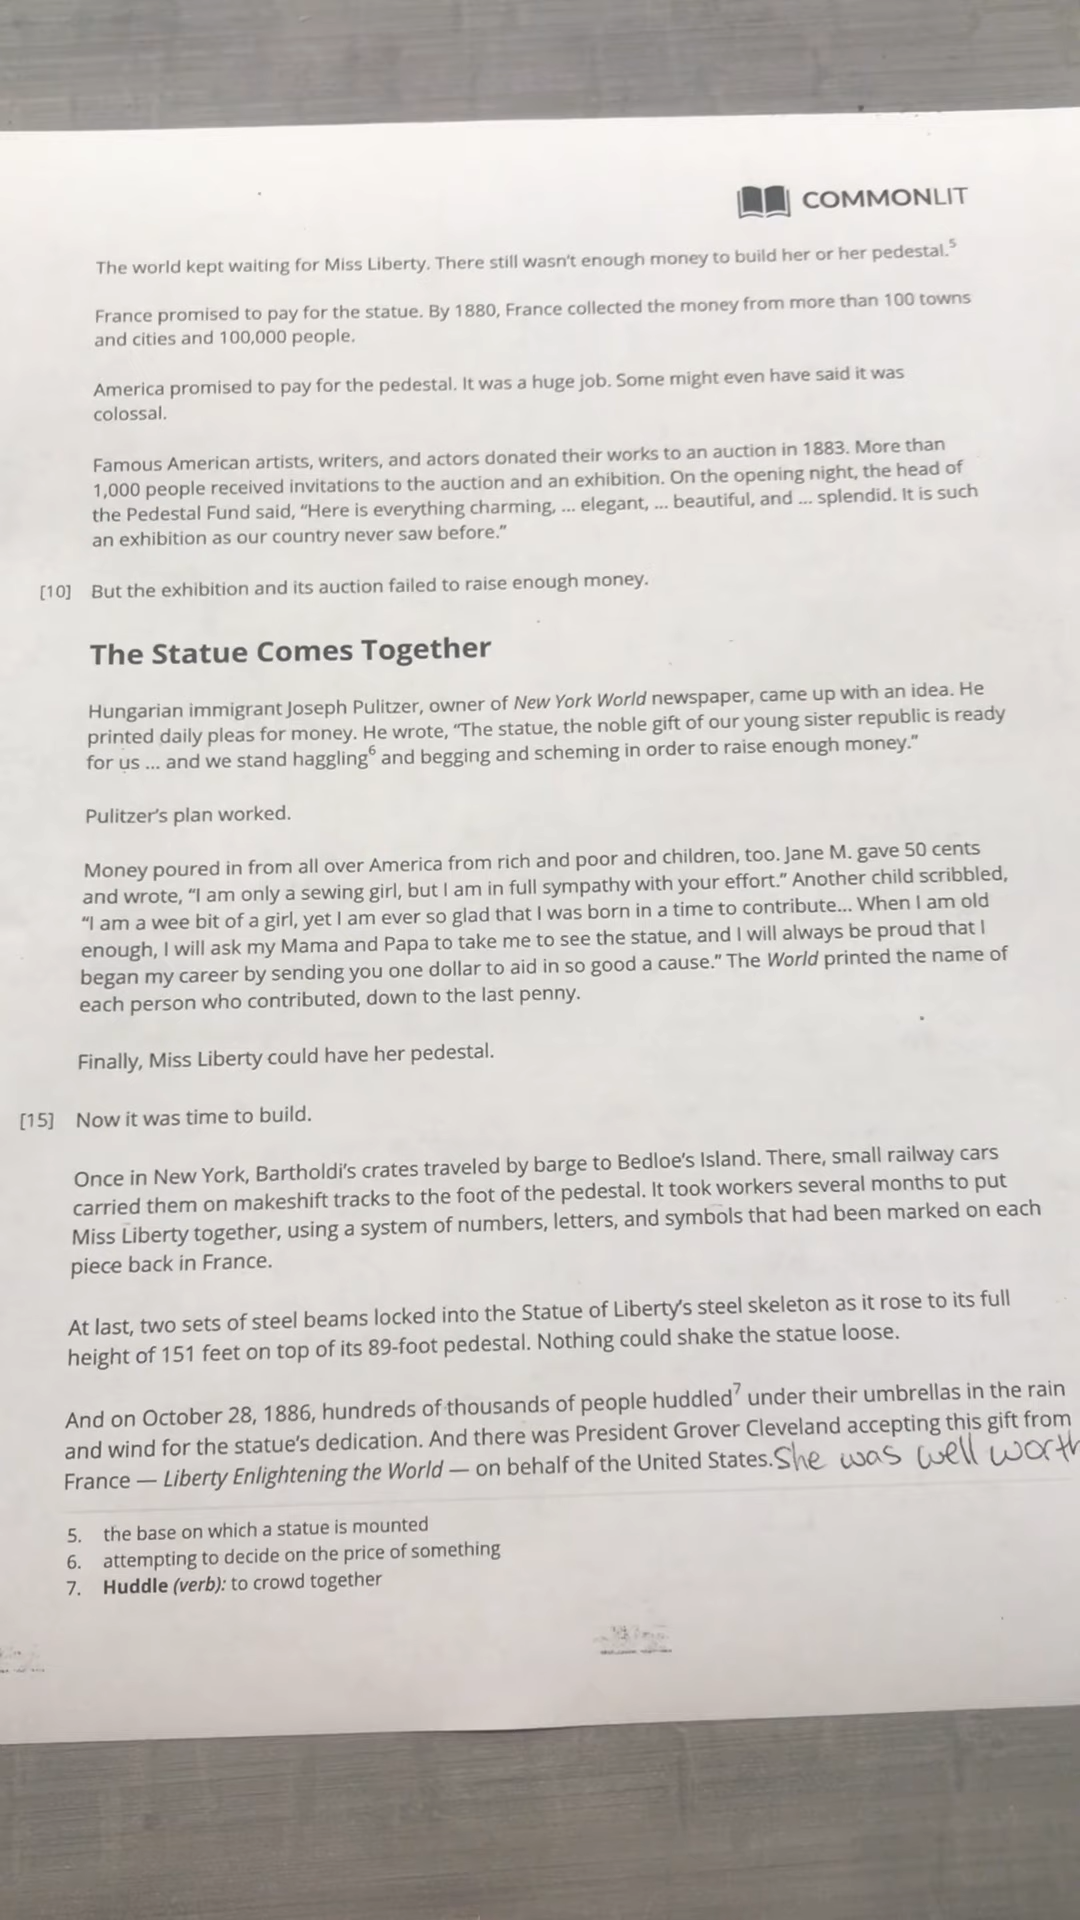 COMMONLIT
The world kept waiting for Miss Liberty. There still wasn't enough money to build her or her pedestal.5
France promised to pay for the statue. By 1880, France collected the money from more than 100 towns
and cities and 100,000 people.
America promised to pay for the pedestal. It was a huge job. Some might even have said it was
colossal.
Famous American artists, writers, and actors donated their works to an auction in 1883. More than
1,000 people received invitations to the auction and an exhibition. On the opening night, the head of
the Pedestal Fund said, "Here is everything charming, ... elegant, ... beautiful, and ... splendid. It is such
an exhibition as our country never saw before."
[10] But the exhibition and its auction failed to raise enough money.
The Statue Comes Together
Hungarian immigrant Joseph Pulitzer, owner of New York World newspaper, came up with an idea. He
printed daily pleas for money. He wrote, "The statue, the noble gift of our young sister republic is ready
for us ... and we stand haggling6 and begging and scheming in order to raise enough money."
Pulitzer's plan worked.
Money poured in from all over America from rich and poor and children, too. Jane M. gave 50 cents
and wrote, "I am only a sewing girl, but I am in full sympathy with your effort." Another child scribbled,
"I am a wee bit of a girl, yet I am ever so glad that I was born in a time to contribute... When I am old
enough, I will ask my Mama and Papa to take me to see the statue, and I will always be proud that I
began my career by sending you one dollar to aid in so good a cause." The World printed the name of
each person who contributed, down to the last penny.
Finally, Miss Liberty could have her pedestal.
[15] Now it was time to build.
Once in New York, Bartholdi's crates traveled by barge to Bedloe's Island. There, small railway cars
carried them on makeshift tracks to the foot of the pedestal. It took workers several months to put
Miss Liberty together, using a system of numbers, letters, and symbols that had been marked on each
piece back in France.
At last, two sets of steel beams locked into the Statue of Liberty's steel skeleton as it rose to its full
height of 151 feet on top of its 89-foot pedestal. Nothing could shake the statue loose.
And on October 28, 1886, hundreds of thousands of people huddled7 under their umbrellas in the rain
and wind for the statue's dedication. And there was President Grover Cleveland accepting this gift from
France — Liberty Enlightening the World — on behalf of the United States. She was well worth
5. the base on which a statue is mounted
6. attempting to decide on the price of something
7. Huddle (verb): to crowd together